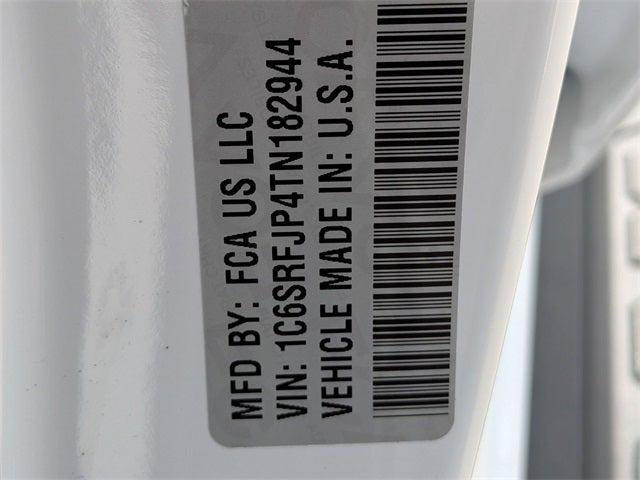 MFD BY: FCA US LLC
VIN: 1C6SRFJP4TN182944
VEHICLE MADE IN: U.S.A.